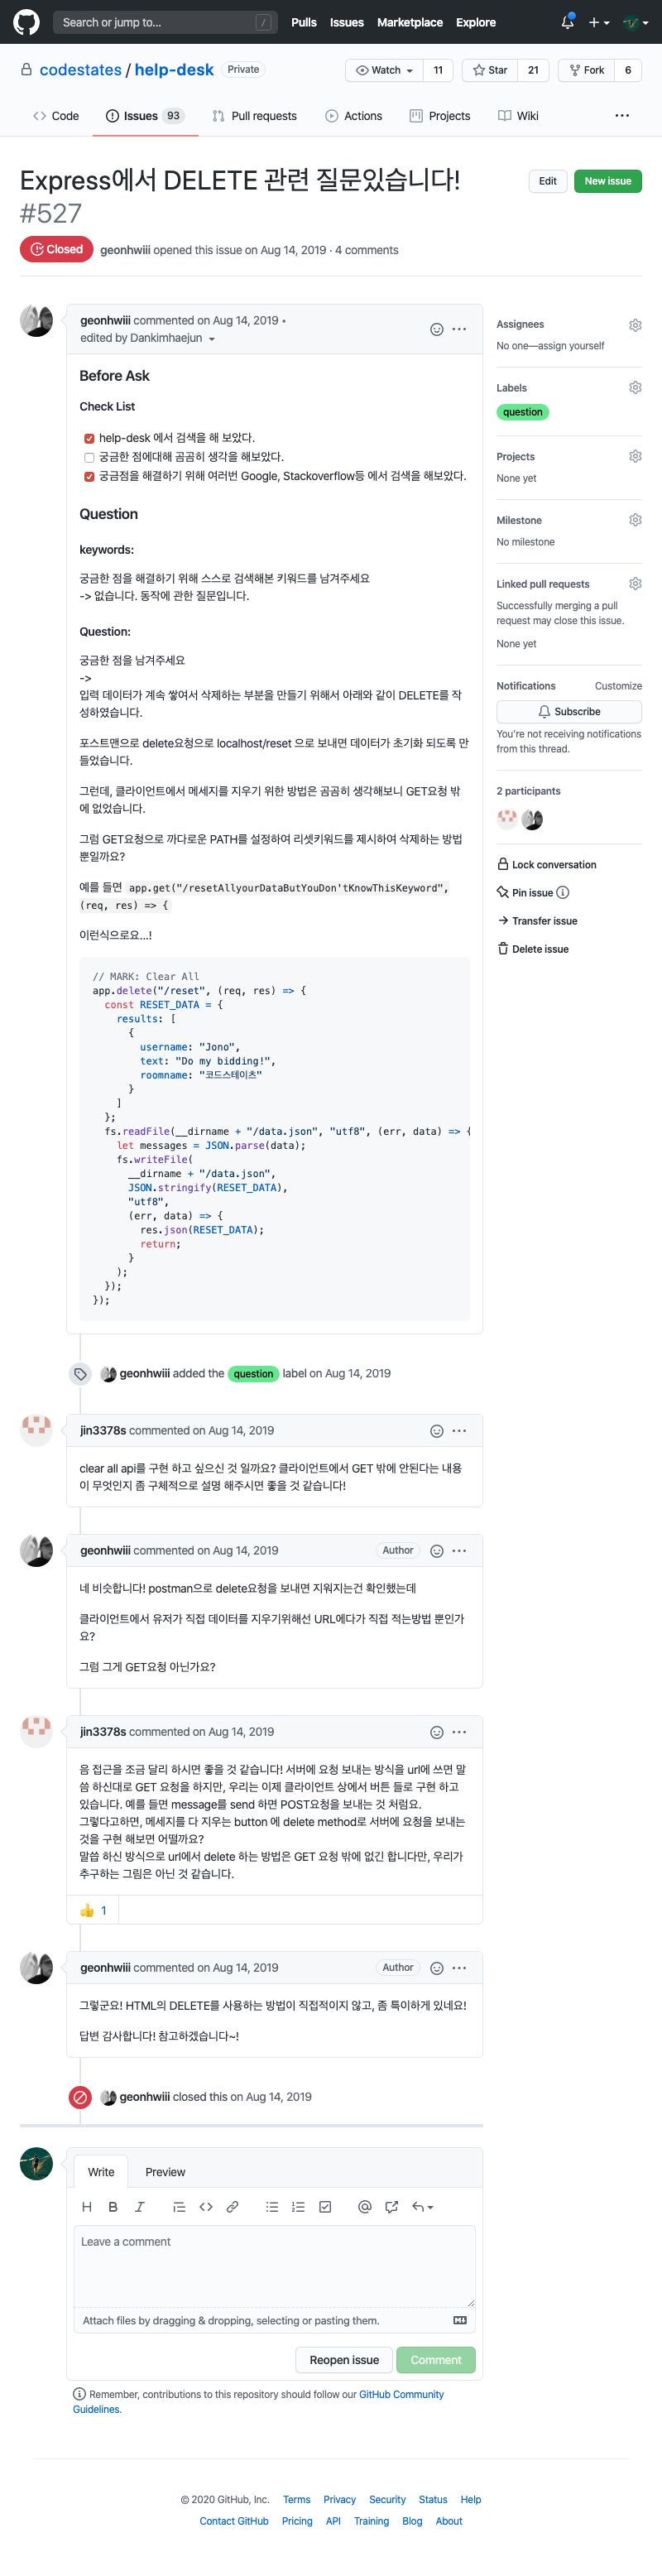 Search or jump to... /
Pulls Issues Marketplace Explore
codestates / help-desk Private
Watch 11 Star 21 Fork 6
Code Issues 93 Pull requests Actions Projects Wiki
Express에서 DELETE 관련 질문있습니다!
#527
Edit New issue
Closed geonhwiii opened this issue on Aug 14, 2019 · 4 comments
geonhwiii commented on Aug 14, 2019 •
edited by Dankimhaejun
Before Ask
Check List
help-desk 에서 검색을 해 보았다.
궁금한 점에대해 곰곰히 생각을 해보았다.
궁금점을 해결하기 위해 여러번 Google, Stackoverflow등 에서 검색을 해보았다.
Question
keywords:
궁금한 점을 해결하기 위해 스스로 검색해본 키워드를 남겨주세요
-> 없습니다. 동작에 관한 질문입니다.
Question:
궁금한 점을 남겨주세요
->
입력 데이터가 계속 쌓여서 삭제하는 부분을 만들기 위해서 아래와 같이 DELETE를 작
성하였습니다.
포스트맨으로 delete요청으로 localhost/reset 으로 보내면 데이터가 초기화 되도록 만
들었습니다.
그런데, 클라이언트에서 메세지를 지우기 위한 방법은 곰곰히 생각해보니 GET요청 밖
에 없었습니다.
그럼 GET요청으로 까다로운 PATH를 설정하여 리셋키워드를 제시하여 삭제하는 방법
뿐일까요?
예를 들면 app.get("/resetAllyourDataButYouDon'tKnowThisKeyword",
(req, res) => {
이런식으로요...!
// MARK: Clear All
app.delete("/reset", (req, res) => {
const RESET_DATA = {
results: [
{
username: "Jono",
text: "Do my bidding!",
roomname: "코드스테이츠"
}
]
};
fs.readFile(__dirname + "/data.json", "utf8", (err, data) => {
let messages = JSON.parse(data);
fs.writeFile(
__dirname + "/data.json",
JSON.stringify(RESET_DATA),
"utf8",
(err, data) => {
res.json(RESET_DATA);
return;
}
);
});
});
geonhwiii added the question label on Aug 14, 2019
jin3378s commented on Aug 14, 2019
clear all api를 구현 하고 싶으신 것 일까요? 클라이언트에서 GET 밖에 안된다는 내용
이 무엇인지 좀 구체적으로 설명 해주시면 좋을 것 같습니다!
geonhwiii commented on Aug 14, 2019 Author
네 비슷합니다! postman으로 delete요청을 보내면 지워지는건 확인했는데
클라이언트에서 유저가 직접 데이터를 지우기위해선 URL에다가 직접 적는방법 뿐인가
요?
그럼 그게 GET요청 아닌가요?
jin3378s commented on Aug 14, 2019
음 접근을 조금 달리 하시면 좋을 것 같습니다! 서버에 요청 보내는 방식을 url에 쓰면 말
씀 하신대로 GET 요청을 하지만, 우리는 이제 클라이언트 상에서 버튼 들로 구현 하고
있습니다. 예를 들면 message를 send 하면 POST요청을 보내는 것 처럼요.
그렇다고하면, 메세지를 다 지우는 button 에 delete method로 서버에 요청을 보내는
것을 구현 해보면 어떨까요?
말씀 하신 방식으로 url에서 delete 하는 방법은 GET 요청 밖에 없긴 합니다만, 우리가
추구하는 그림은 아닌 것 같습니다.
1
geonhwiii commented on Aug 14, 2019 Author
그렇군요! HTML의 DELETE를 사용하는 방법이 직접적이지 않고, 좀 특이하게 있네요!
답변 감사합니다! 참고하겠습니다~!
geonhwiii closed this on Aug 14, 2019
Write Preview
H B I
Leave a comment
Attach files by dragging & dropping, selecting or pasting them.
Reopen issue Comment
Remember, contributions to this repository should follow our GitHub Community
Guidelines.
Assignees
No one—assign yourself
Labels
question
Projects
None yet
Milestone
No milestone
Linked pull requests
Successfully merging a pull
request may close this issue.
None yet
Notifications Customize
Subscribe
You're not receiving notifications
from this thread.
2 participants
Lock conversation
Pin issue
Transfer issue
Delete issue
© 2020 GitHub, Inc. Terms Privacy Security Status Help
Contact GitHub Pricing API Training Blog About